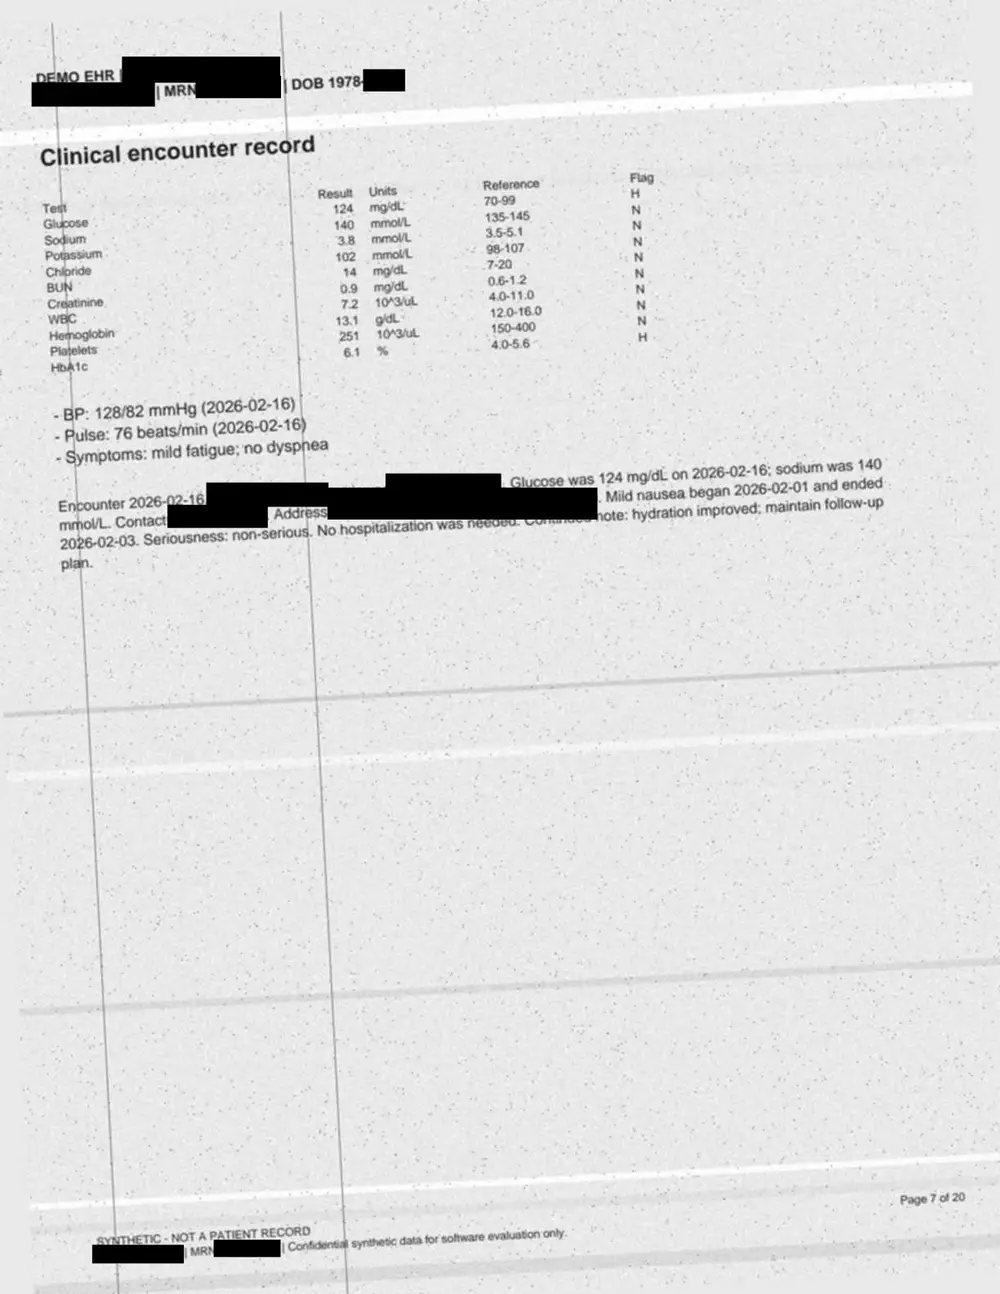 DEMO EHR |
| MRN | DOB 1978-
Clinical encounter record
Test Result Units Reference Flag
Glucose 124 mg/dL 70-99 H
Sodium 140 mmol/L 135-145 N
Potassium 3.8 mmol/L 3.5-5.1 N
Chloride 102 mmol/L 98-107 N
BUN 14 mg/dL 7-20 N
Creatinine 0.9 mg/dL 0.6-1.2 N
WBC 7.2 10^3/uL 4.0-11.0 N
Hemoglobin 13.1 g/dL 12.0-16.0 N
Platelets 251 10^3/uL 150-400 N
HbA1c 6.1 % 4.0-5.6 H
- BP: 128/82 mmHg (2026-02-16)
- Pulse: 76 beats/min (2026-02-16)
- Symptoms: mild fatigue; no dyspnea
Encounter 2026-02-16 . Glucose was 124 mg/dL on 2026-02-16; sodium was 140
mmol/L. Contact . Address . Mild nausea began 2026-02-01 and ended
2026-02-03. Seriousness: non-serious. No hospitalization was needed. Continued note: hydration improved; maintain follow-up
plan.
Page 7 of 20
SYNTHETIC - NOT A PATIENT RECORD
| MRN | Confidential synthetic data for software evaluation only.